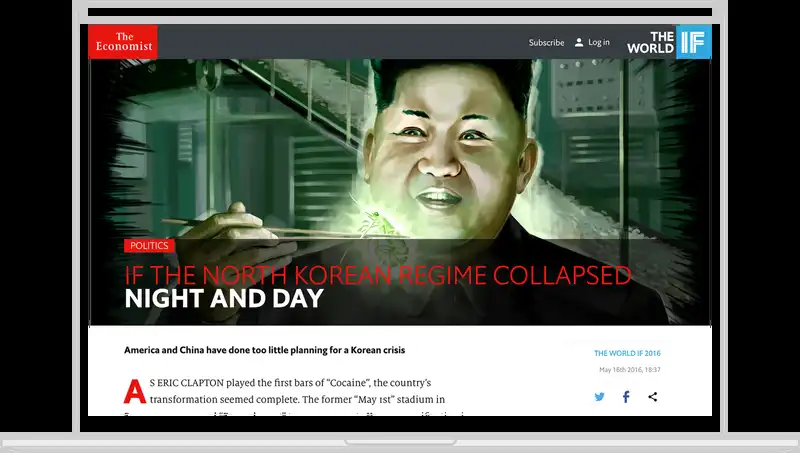 The
Economist
Subscribe
Log in
THE
WORLD
IF
POLITICS
IF THE NORTH KOREAN REGIME COLLAPSED
NIGHT AND DAY
America and China have done too little planning for a Korean crisis
THE WORLD IF 2016
May 16th 2016, 18:37
AS ERIC CLAPTON played the first bars of “Cocaine”, the country’s
transformation seemed complete. The former “May 1st” stadium in